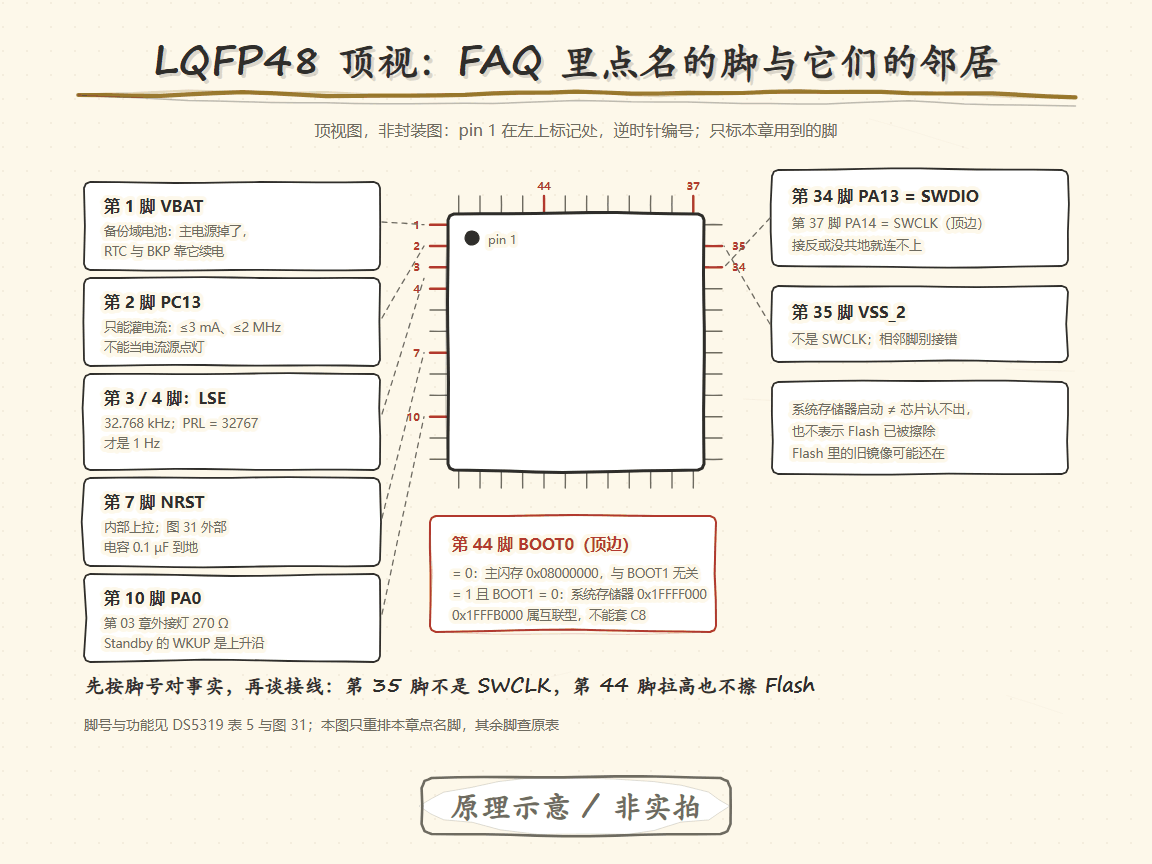 LQFP48 顶视：FAQ 里点名的脚与它们的邻居
顶视图，非封装图：pin 1 在左上标记处，逆时针编号；只标本章用到的脚
第 1 脚 VBAT
备份域电池：主电源掉了，
RTC 与 BKP 靠它续电
第 2 脚 PC13
只能灌电流：≤3 mA、≤2 MHz
不能当电流源点灯
第 3 / 4 脚：LSE
32.768 kHz；PRL = 32767
才是 1 Hz
第 7 脚 NRST
内部上拉；图 31 外部
电容 0.1 µF 到地
第 10 脚 PA0
第 03 章外接灯 270 Ω
Standby 的 WKUP 是上升沿
44
37
1
2
3
4
7
10
pin 1
35
34
第 34 脚 PA13 = SWDIO
第 37 脚 PA14 = SWCLK（顶边）
接反或没共地就连不上
第 35 脚 VSS_2
不是 SWCLK；相邻脚别接错
系统存储器启动 ≠ 芯片认不出，
也不表示 Flash 已被擦除
Flash 里的旧镜像可能还在
第 44 脚 BOOT0（顶边）
= 0：主闪存 0x08000000，与 BOOT1 无关
= 1 且 BOOT1 = 0：系统存储器 0x1FFFF000
0x1FFFB000 属互联型，不能套 C8
先按脚号对事实，再谈接线：第 35 脚不是 SWCLK，第 44 脚拉高也不擦 Flash
脚号与功能见 DS5319 表 5 与图 31；本图只重排本章点名脚，其余脚查原表
原理示意 / 非实拍